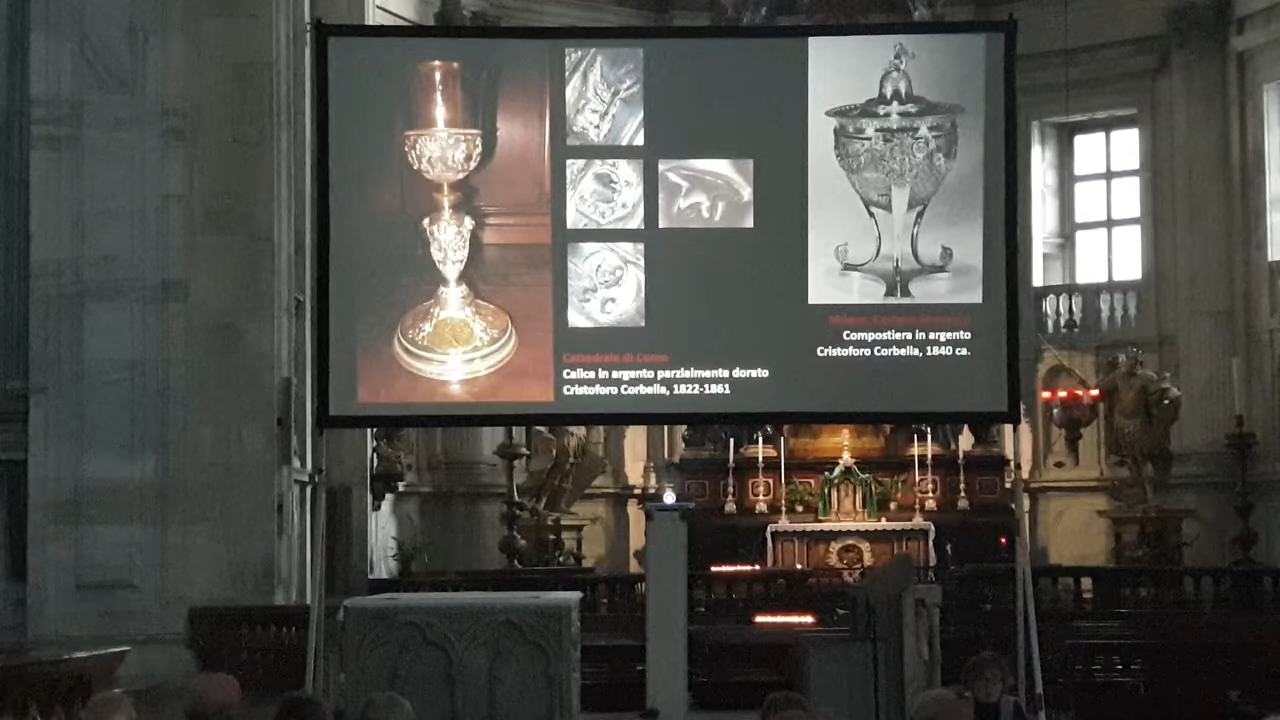 Cattedrale di Como
Calice in argento parzialmente dorato
Cristoforo Corbella, 1822-1861
Milano,
Compostiera in argento
Cristoforo Corbella, 1840 ca.